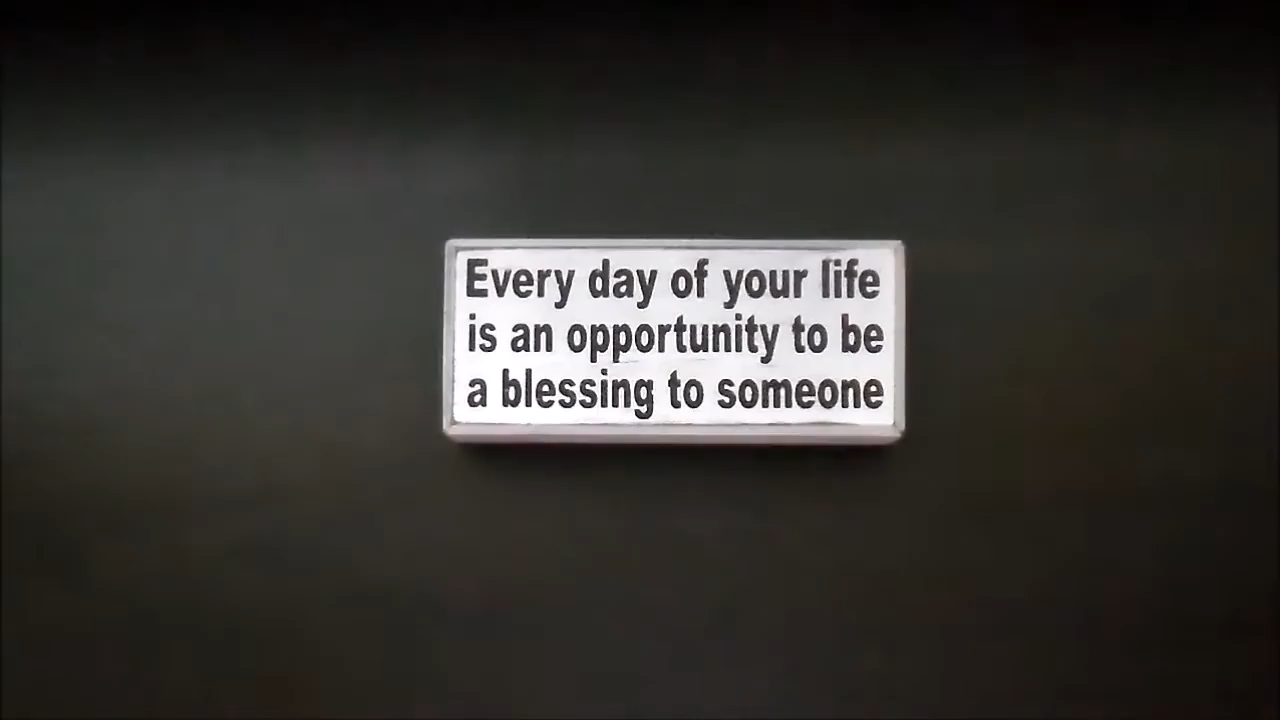 Every day of your life
is an opportunity to be
a blessing to someone